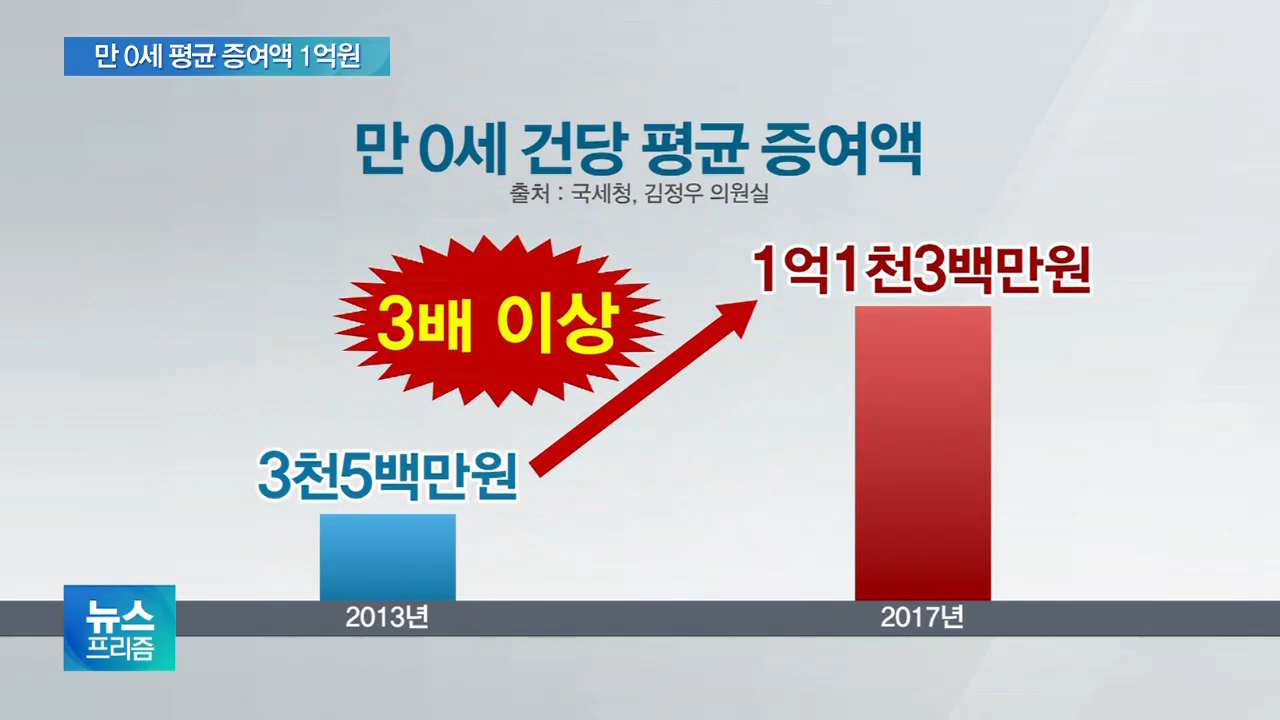 만 0세 평균 증여액 1억원
만 0세 건당 평균 증여액
출처 : 국세청, 김정우 의원실
3배 이상
1억1천3백만원
3천5백만원
2013년
2017년
뉴스
프리즘